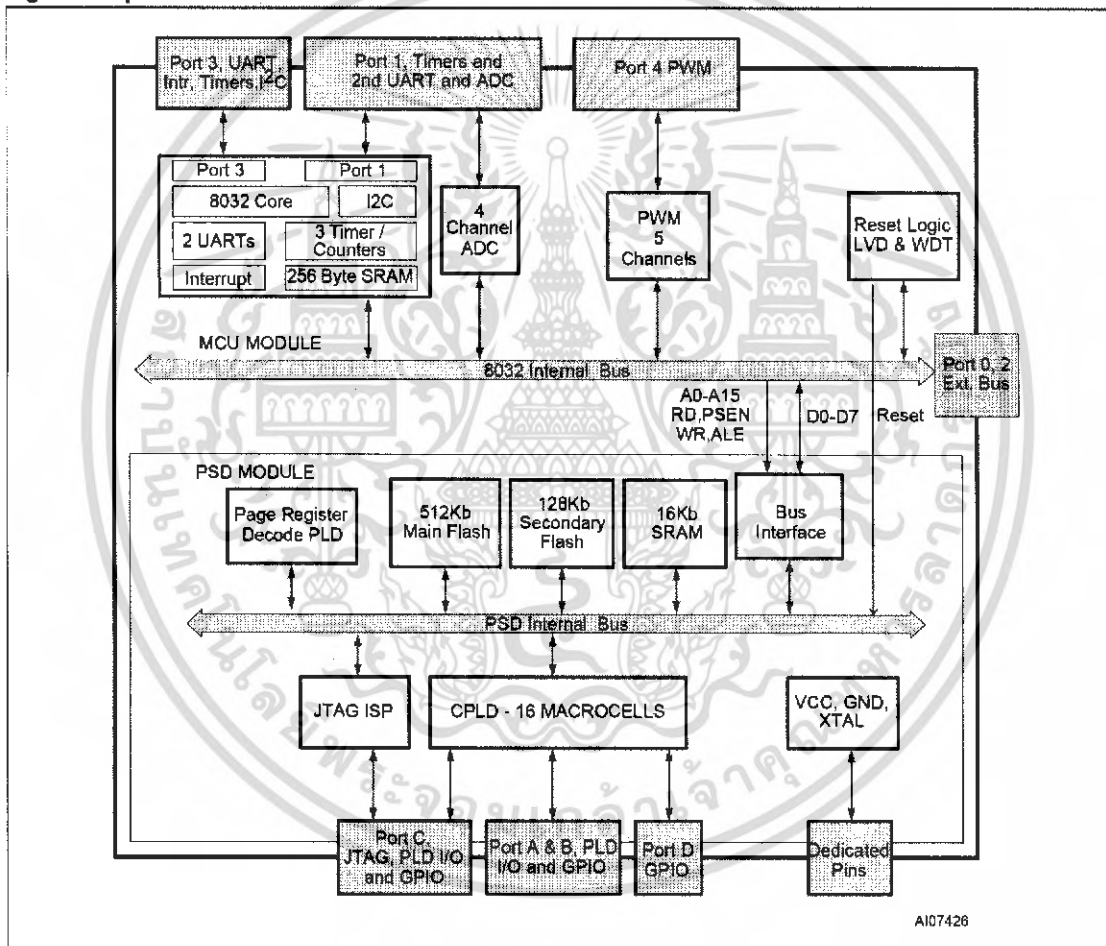 Port 3, UART,
Intr, Timers,I²C
Port 1, Timers and
2nd UART and ADC
Port 4 PWM
Port 3
Port 1
8032 Core
I2C
2 UARTs
3 Timer /
Counters
Interrupt
256 Byte SRAM
4
Channel
ADC
PWM
5
Channels
Reset Logic
LVD & WDT
MCU MODULE
8032 Internal Bus
Port 0, 2
Ext. Bus
A0-A15
RD,PSEN
WR,ALE
D0-D7
Reset
PSD MODULE
Page Register
Decode PLD
512Kb
Main Flash
128Kb
Secondary
Flash
16Kb
SRAM
Bus
Interface
PSD Internal Bus
JTAG ISP
CPLD - 16 MACROCELLS
VCC, GND,
XTAL
Port C,
JTAG, PLD I/O
and GPIO
Port A & B, PLD
I/O and GPIO
Port D
GPIO
Dedicated
Pins
AI07426